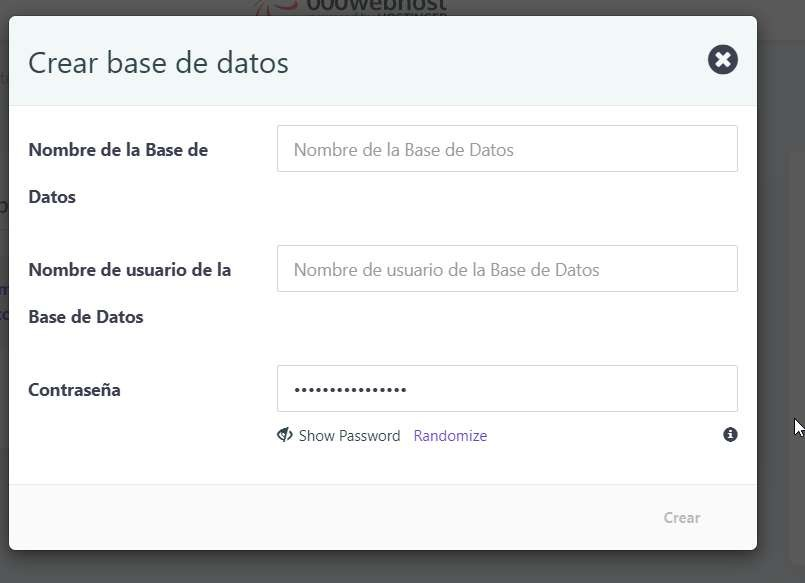 000webhost
Crear base de datos
Nombre de la Base de
Datos
Nombre de la Base de Datos
Nombre de usuario de la
Base de Datos
Nombre de usuario de la Base de Datos
Contraseña
••••••••••••••••
Show Password Randomize
Crear